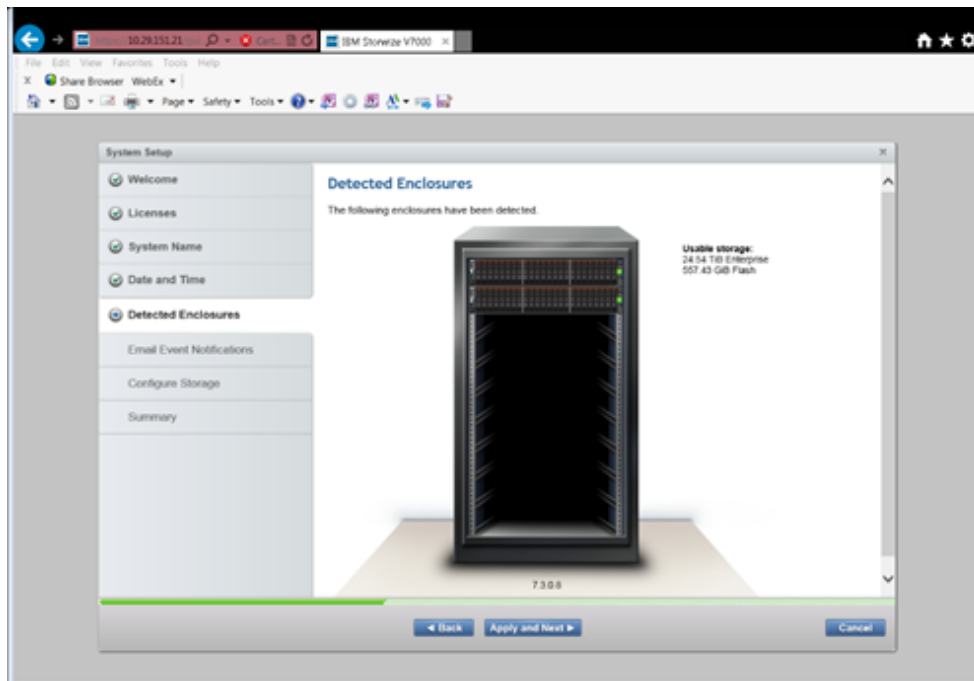 10.29.151.21
Cert...
IBM Storwize V7000
File Edit View Favorites Tools Help
X Share Browser WebEx
Page Safety Tools
System Setup
Welcome
Licenses
System Name
Date and Time
Detected Enclosures
Email Event Notifications
Configure Storage
Summary
Detected Enclosures
The following enclosures have been detected.
Usable storage:
24.54 TiB Enterprise
557.43 GiB Flash
7.3.0.8
Back
Apply and Next
Cancel